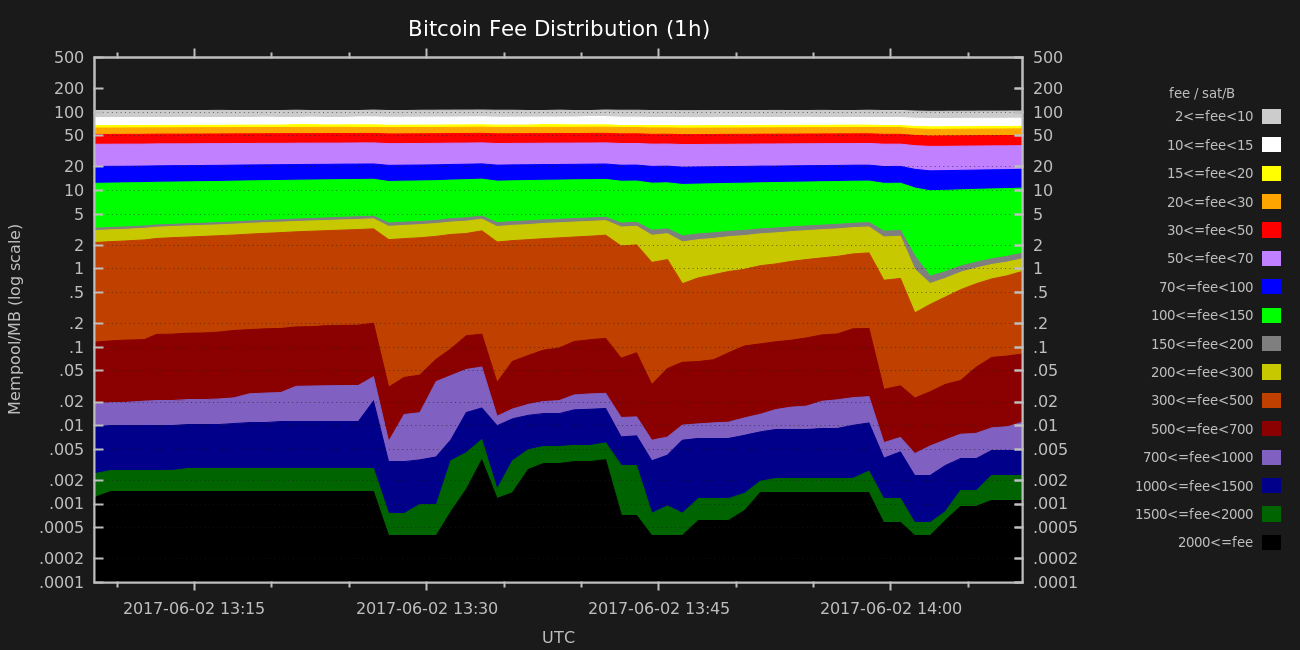 Bitcoin Fee Distribution (1h)
500 500
200 200
100 100
50 50
20 20
10 10
5 5
2 2
1 1
.5 .5
.2 .2
.1 .1
.05 .05
.02 .02
.01 .01
.005 .005
.002 .002
.001 .001
.0005 .0005
.0002 .0002
.0001 .0001
Mempool/MB (log scale)
2017-06-02 13:15 2017-06-02 13:30 2017-06-02 13:45 2017-06-02 14:00
UTC
fee / sat/B
2<=fee<10
10<=fee<15
15<=fee<20
20<=fee<30
30<=fee<50
50<=fee<70
70<=fee<100
100<=fee<150
150<=fee<200
200<=fee<300
300<=fee<500
500<=fee<700
700<=fee<1000
1000<=fee<1500
1500<=fee<2000
2000<=fee